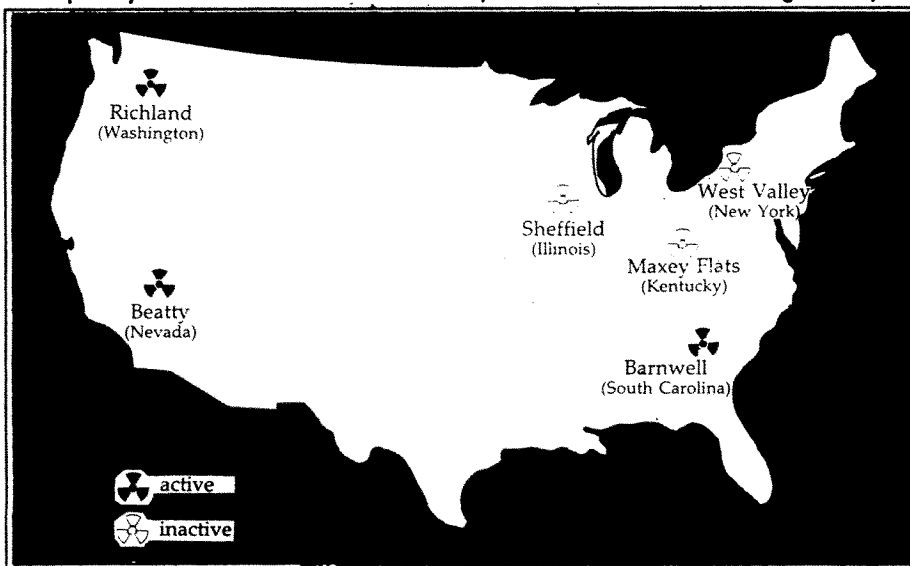 Richland
(Washington)
West Valley
(New York)
Sheffield
(Illinois)
Maxey Flats
(Kentucky)
Beatty
(Nevada)
Barnwell
(South Carolina)
active
inactive